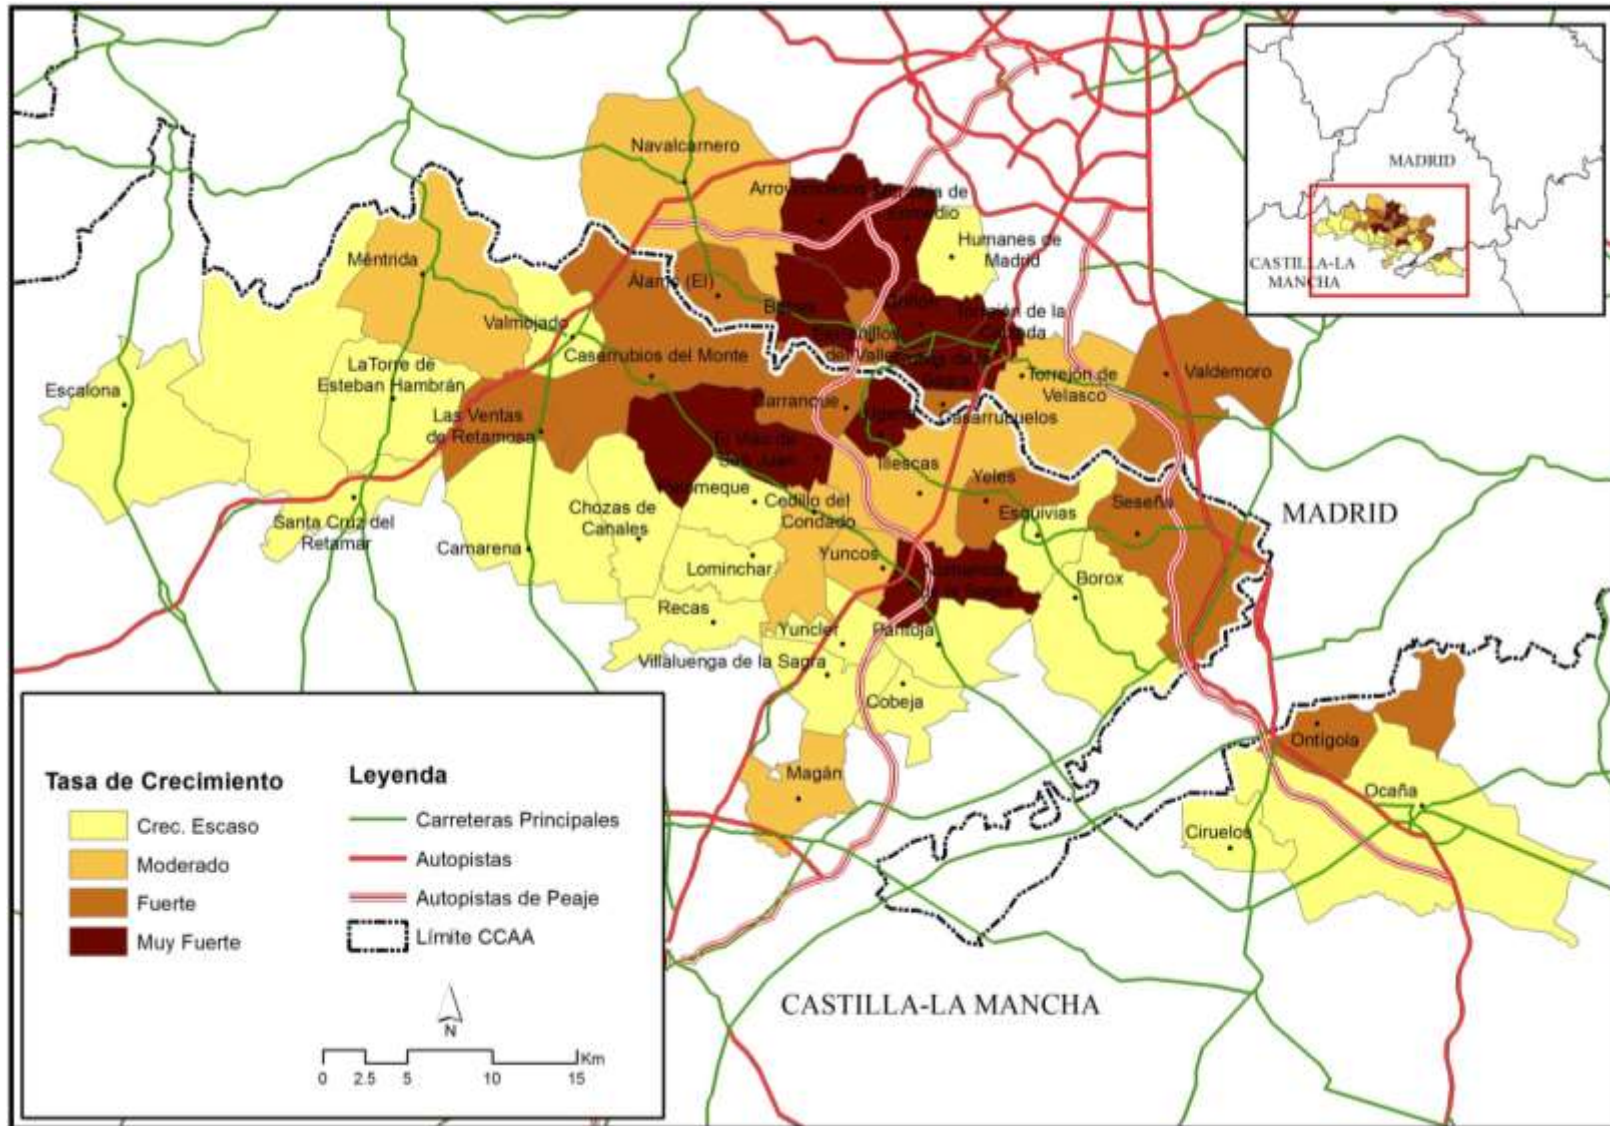 Navalcarnero
MADRID
CASTILLA-LA
MANCHA
Humanes de
Madrid
Méntrida
Álamo (El)
Valmojado
Casarrubios del Monte
LaTorre de
Esteban Hambrán
Escalona
Las Ventas
de Retamosa
Barranque
Casarrubuelos
Torrejón de
Velasco
Valdemoro
Illescas
Yeles
Cedillo del
Condado
Chozas de
Canales
Esquivias
Seseña
MADRID
Santa Cruz del
Retamar
Camarena
Lominchar
Yuncos
Borox
Recas
Yuncler
Pantoja
Villaluenga de la Sagra
Cobeja
Magán
Ontígola
Ocaña
Ciruelos
CASTILLA-LA MANCHA
Tasa de Crecimiento
Crec. Escaso
Moderado
Fuerte
Muy Fuerte
Leyenda
Carreteras Principales
Autopistas
Autopistas de Peaje
Límite CCAA
N
Km
0 2.5 5 10 15